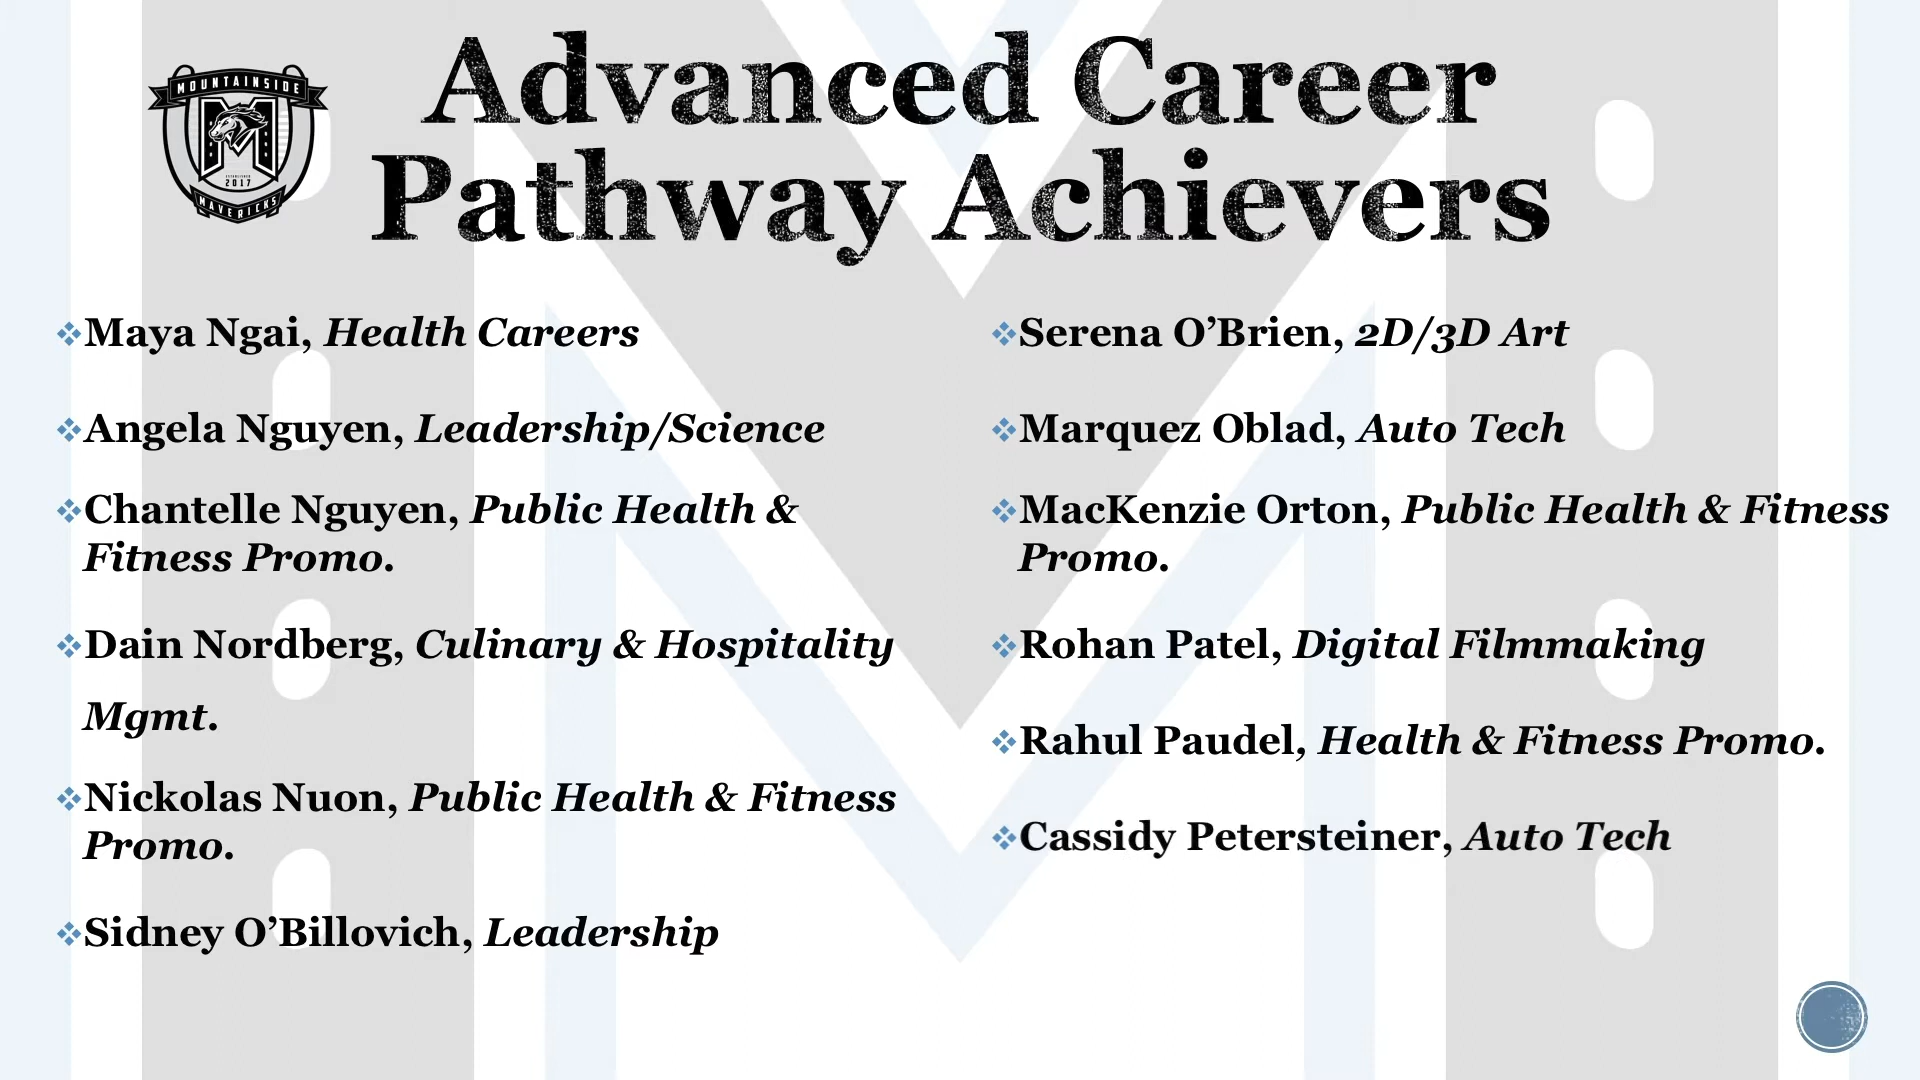 MOUNTAINSIDE
M
ESTABLISHED
2017
MAVERICKS
Advanced Career
Pathway Achievers
Maya Ngai, Health Careers
Angela Nguyen, Leadership/Science
Chantelle Nguyen, Public Health &
Fitness Promo.
Dain Nordberg, Culinary & Hospitality
Mgmt.
Nickolas Nuon, Public Health & Fitness
Promo.
Sidney O’Billovich, Leadership
Serena O’Brien, 2D/3D Art
Marquez Oblad, Auto Tech
MacKenzie Orton, Public Health & Fitness
Promo.
Rohan Patel, Digital Filmmaking
Rahul Paudel, Health & Fitness Promo.
Cassidy Petersteiner, Auto Tech